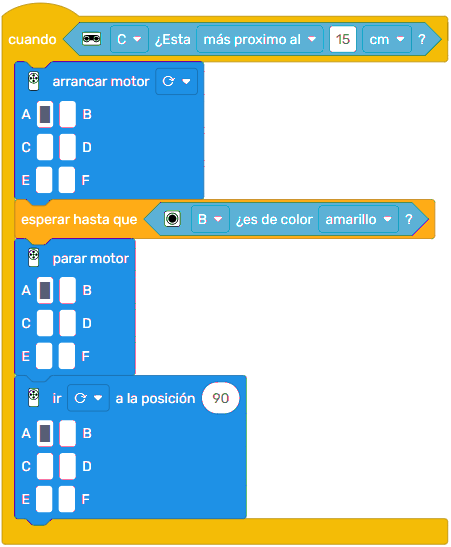 cuando C ¿Esta más proximo al 15 cm ?
arrancar motor
A B
C D
E F
esperar hasta que B ¿es de color amarillo ?
parar motor
A B
C D
E F
ir a la posición 90
A B
C D
E F